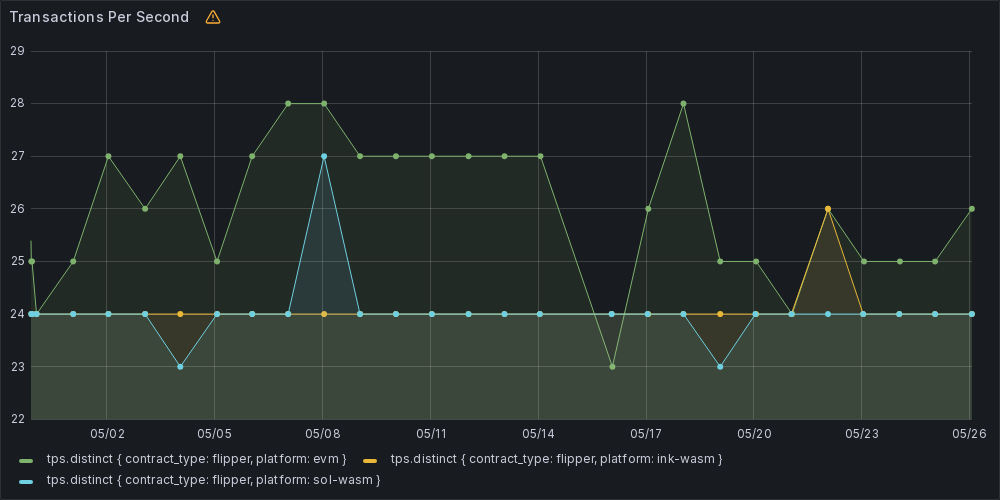 Transactions Per Second
29
28
27
26
25
24
23
22
05/02 05/05 05/08 05/11 05/14 05/17 05/20 05/23 05/26
tps.distinct { contract_type: flipper, platform: evm } tps.distinct { contract_type: flipper, platform: ink-wasm }
tps.distinct { contract_type: flipper, platform: sol-wasm }